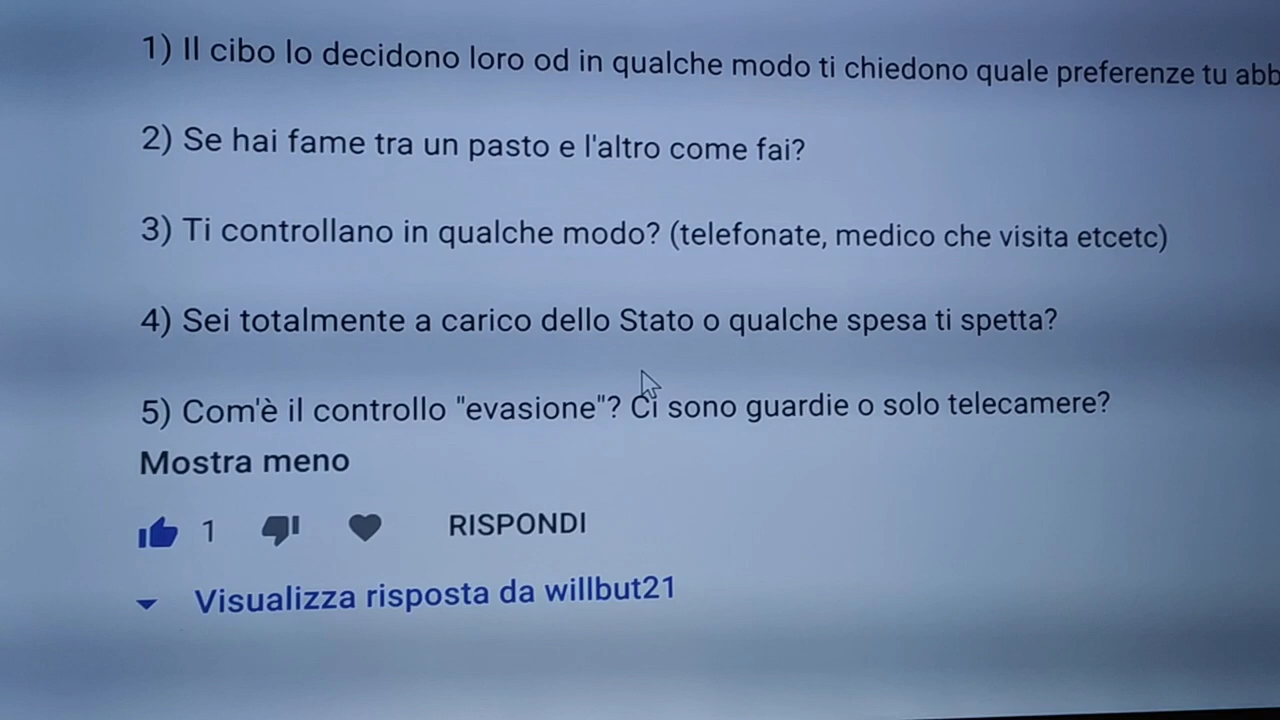 1) Il cibo lo decidono loro od in qualche modo ti chiedono quale preferenze tu abb
2) Se hai fame tra un pasto e l'altro come fai?
3) Ti controllano in qualche modo? (telefonate, medico che visita etcetc)
4) Sei totalmente a carico dello Stato o qualche spesa ti spetta?
5) Com'è il controllo "evasione"? Ci sono guardie o solo telecamere?
Mostra meno
1 RISPONDI
Visualizza risposta da willbut21